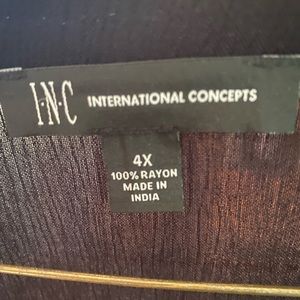 I·N·C INTERNATIONAL CONCEPTS
4X
100% RAYON
MADE IN
INDIA